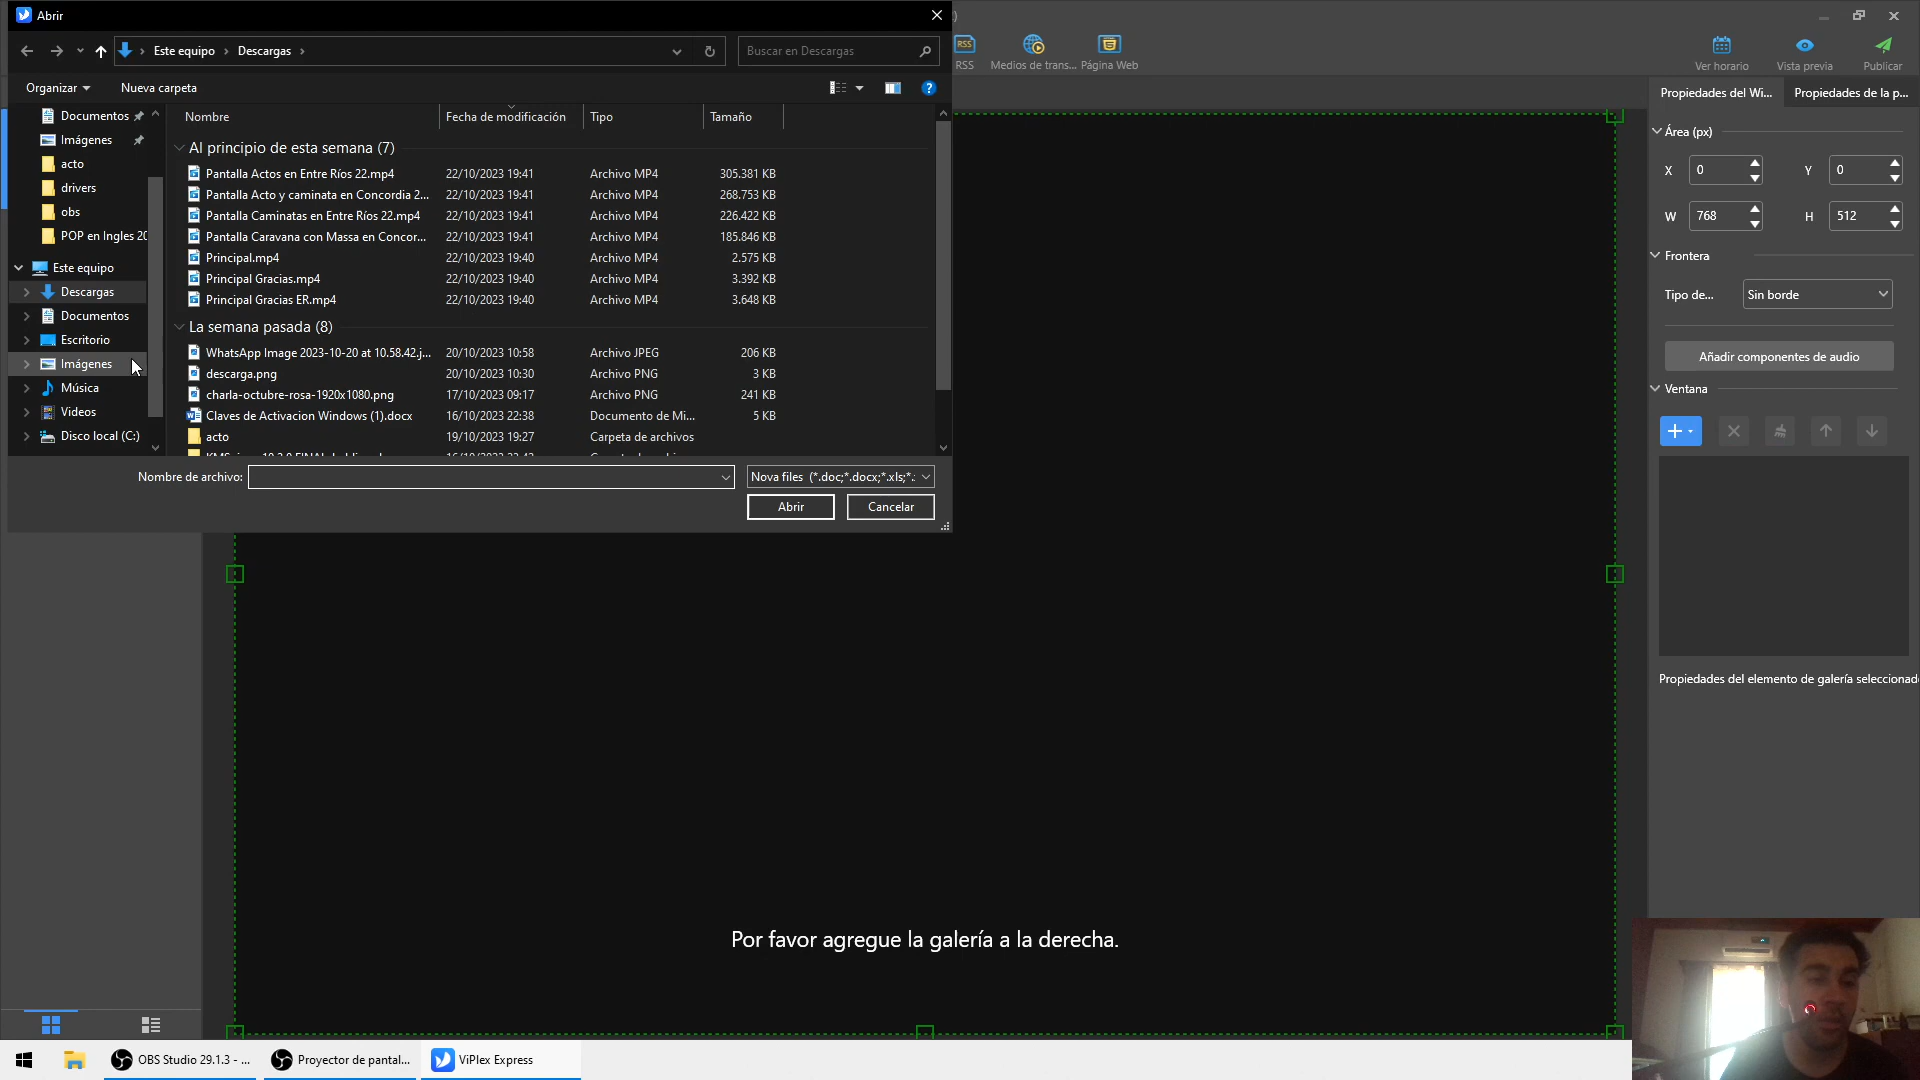 Abrir
)
Este equipo
Descargas
Buscar en Descargas
RSS
Medios de trans...
Página Web
Ver horario
Vista previa
Publicar
Organizar
Nueva carpeta
Propiedades del Wi...
Propiedades de la p...
Documentos
Imágenes
acto
drivers
obs
POP en Ingles 20
Este equipo
Descargas
Documentos
Escritorio
Imágenes
Música
Videos
Disco local (C:)
Nombre
Fecha de modificación
Tipo
Tamaño
Al principio de esta semana (7)
Pantalla Actos en Entre Ríos 22.mp4 22/10/2023 19:41 Archivo MP4 305.381 KB
Pantalla Acto y caminata en Concordia 2... 22/10/2023 19:41 Archivo MP4 268.753 KB
Pantalla Caminatas en Entre Ríos 22.mp4 22/10/2023 19:41 Archivo MP4 226.422 KB
Pantalla Caravana con Massa en Concor... 22/10/2023 19:41 Archivo MP4 185.846 KB
Principal.mp4 22/10/2023 19:40 Archivo MP4 2.575 KB
Principal Gracias.mp4 22/10/2023 19:40 Archivo MP4 3.392 KB
Principal Gracias ER.mp4 22/10/2023 19:40 Archivo MP4 3.648 KB
La semana pasada (8)
WhatsApp Image 2023-10-20 at 10.58.42.j... 20/10/2023 10:58 Archivo JPEG 206 KB
descarga.png 20/10/2023 10:30 Archivo PNG 3 KB
charla-octubre-rosa-1920x1080.png 17/10/2023 09:17 Archivo PNG 241 KB
Claves de Activacion Windows (1).docx 16/10/2023 22:38 Documento de Mi... 5 KB
acto 19/10/2023 19:27 Carpeta de archivos
Nombre de archivo:
Nova files (*.doc;*.docx;*.xls;*.:
Abrir
Cancelar
Área (px)
X 0 Y 0
W 768 H 512
Frontera
Tipo de... Sin borde
Añadir componentes de audio
Ventana
Propiedades del elemento de galería seleccionad
Por favor agregue la galería a la derecha.
OBS Studio 29.1.3 - ...
Proyector de pantal...
ViPlex Express